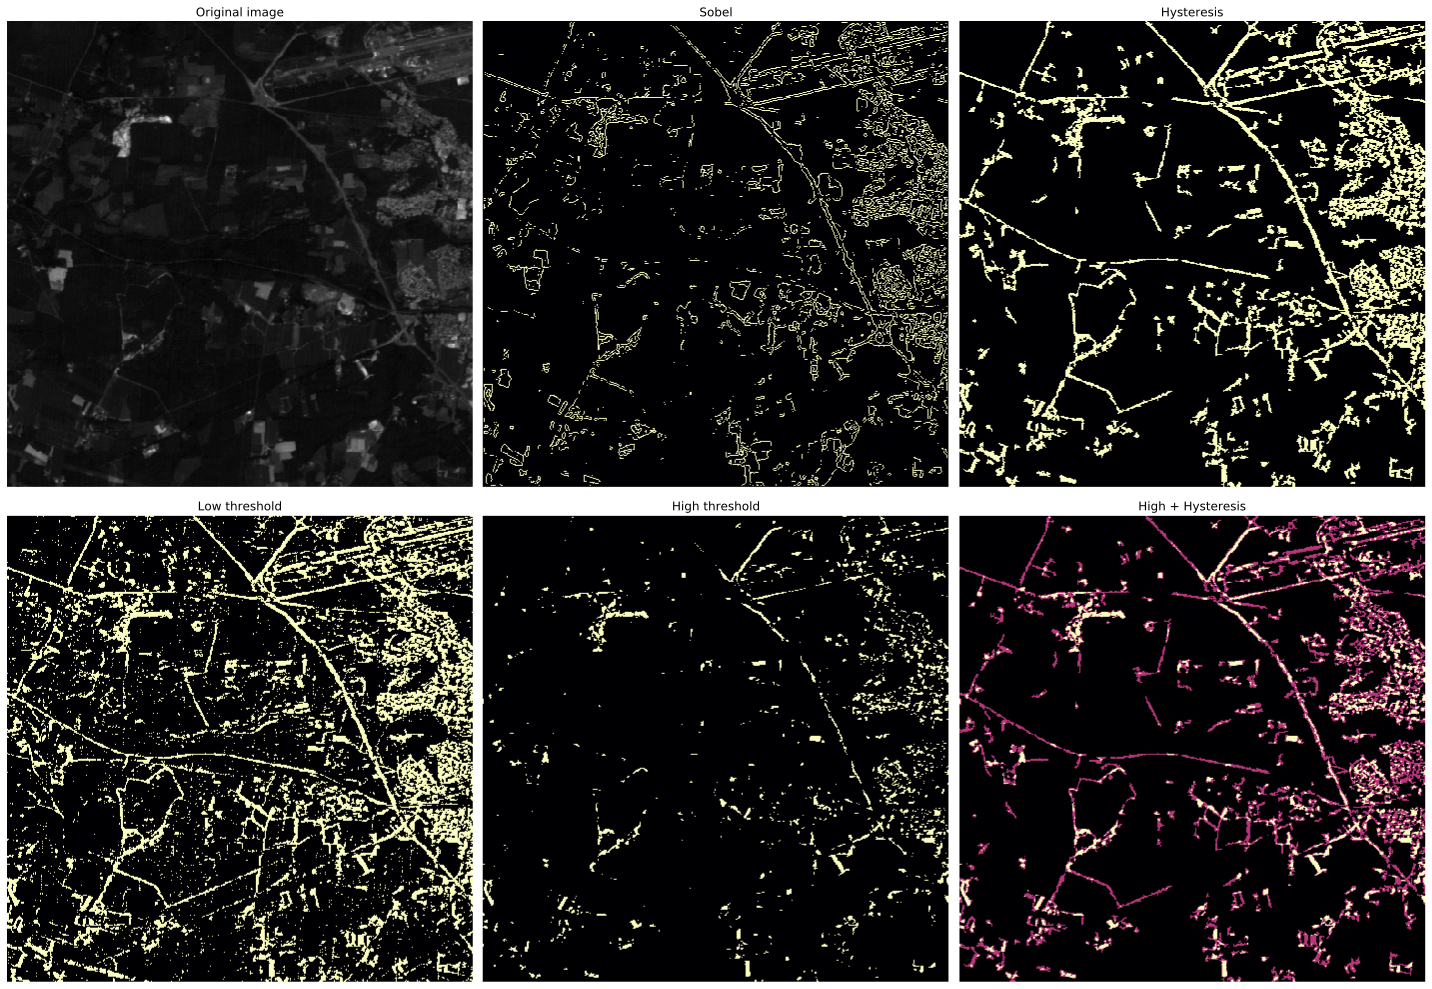 Original image
Sobel
Hysteresis
Low threshold
High threshold
High + Hysteresis